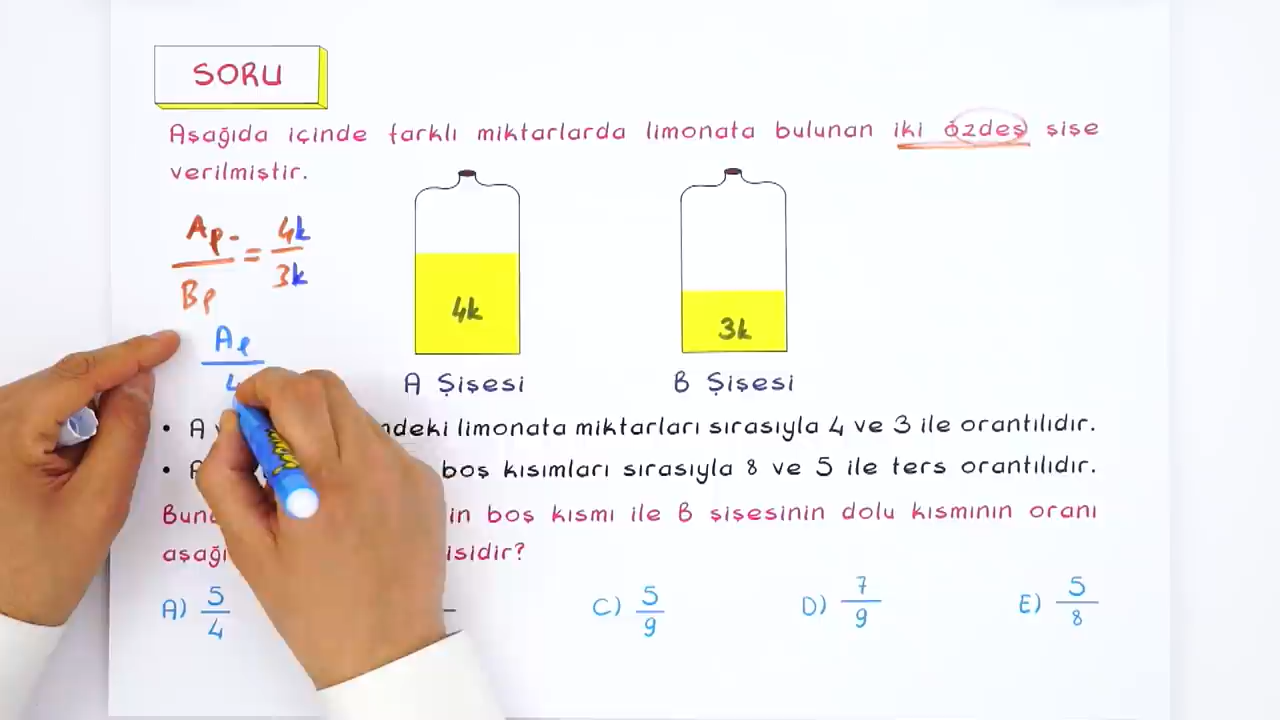 SORU
Aşağıda içinde farklı miktarlarda limonata bulunan iki özdeş şişe
verilmiştir.
Ap = 4k
Bp 3k
4k
3k
A Şişesi
B Şişesi
• A ndeki limonata miktarları sırasıyla 4 ve 3 ile orantılıdır.
• A boş kısımları sırasıyla 8 ve 5 ile ters orantılıdır.
in boş kısmı ile B şişesinin dolu kısmının oranı
isidir?
A) 5/4
C) 5/9
D) 7/9
E) 5/8